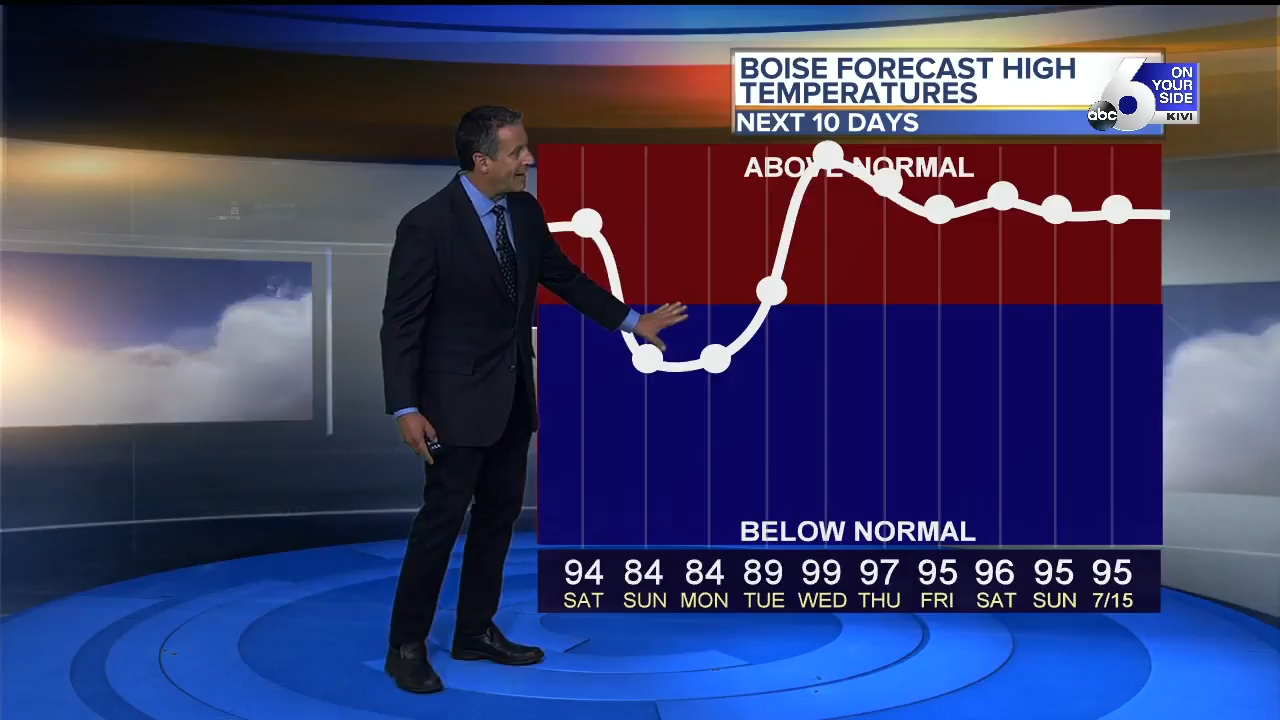 BOISE FORECAST HIGH
TEMPERATURES
NEXT 10 DAYS
abc 6 ON
YOUR
SIDE
KIVI
ABOVE NORMAL
BELOW NORMAL
94 84 84 89 99 97 95 96 95 95
SAT SUN MON TUE WED THU FRI SAT SUN 7/15